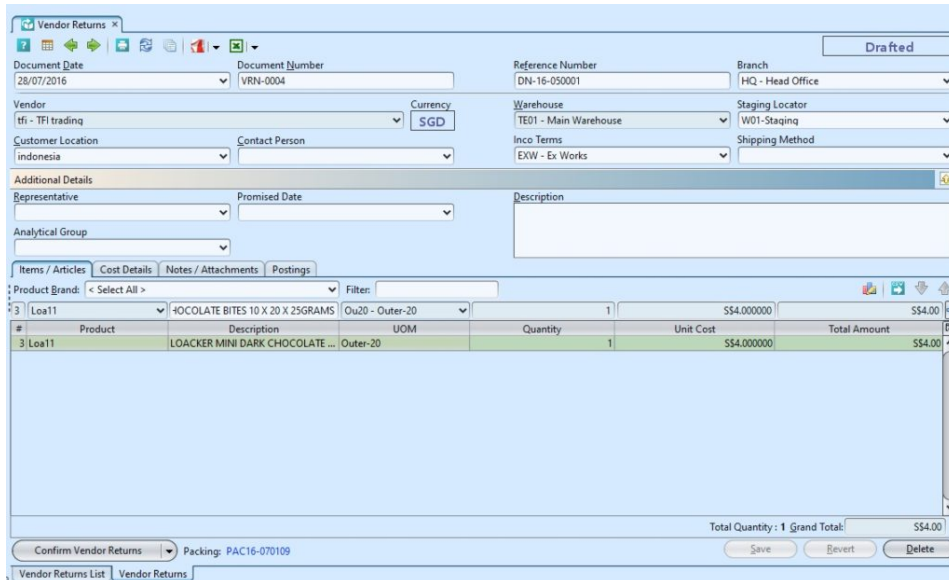 Vendor Returns ×
Drafted
Document Date Document Number Reference Number Branch
28/07/2016 VRN-0004 DN-16-050001 HQ - Head Office
Vendor Currency Warehouse Staging Locator
tfi - TFI trading SGD TE01 - Main Warehouse W01-Staging
Customer Location Contact Person Inco Terms Shipping Method
indonesia EXW - Ex Works
Additional Details
Representative Promised Date Description
Analytical Group
Items / Articles Cost Details Notes / Attachments Postings
Product Brand: < Select All > Filter:
3 Loa11 HOCOLATE BITES 10 X 20 X 25GRAMS Ou20 - Outer-20 1 S$4.000000 S$4.00
# Product Description UOM Quantity Unit Cost Total Amount
3 Loa11 LOACKER MINI DARK CHOCOLATE ... Outer-20 1 S$4.000000 S$4.00
Total Quantity : 1 Grand Total: S$4.00
Confirm Vendor Returns Packing: PAC16-070109 Save Revert Delete
Vendor Returns List Vendor Returns